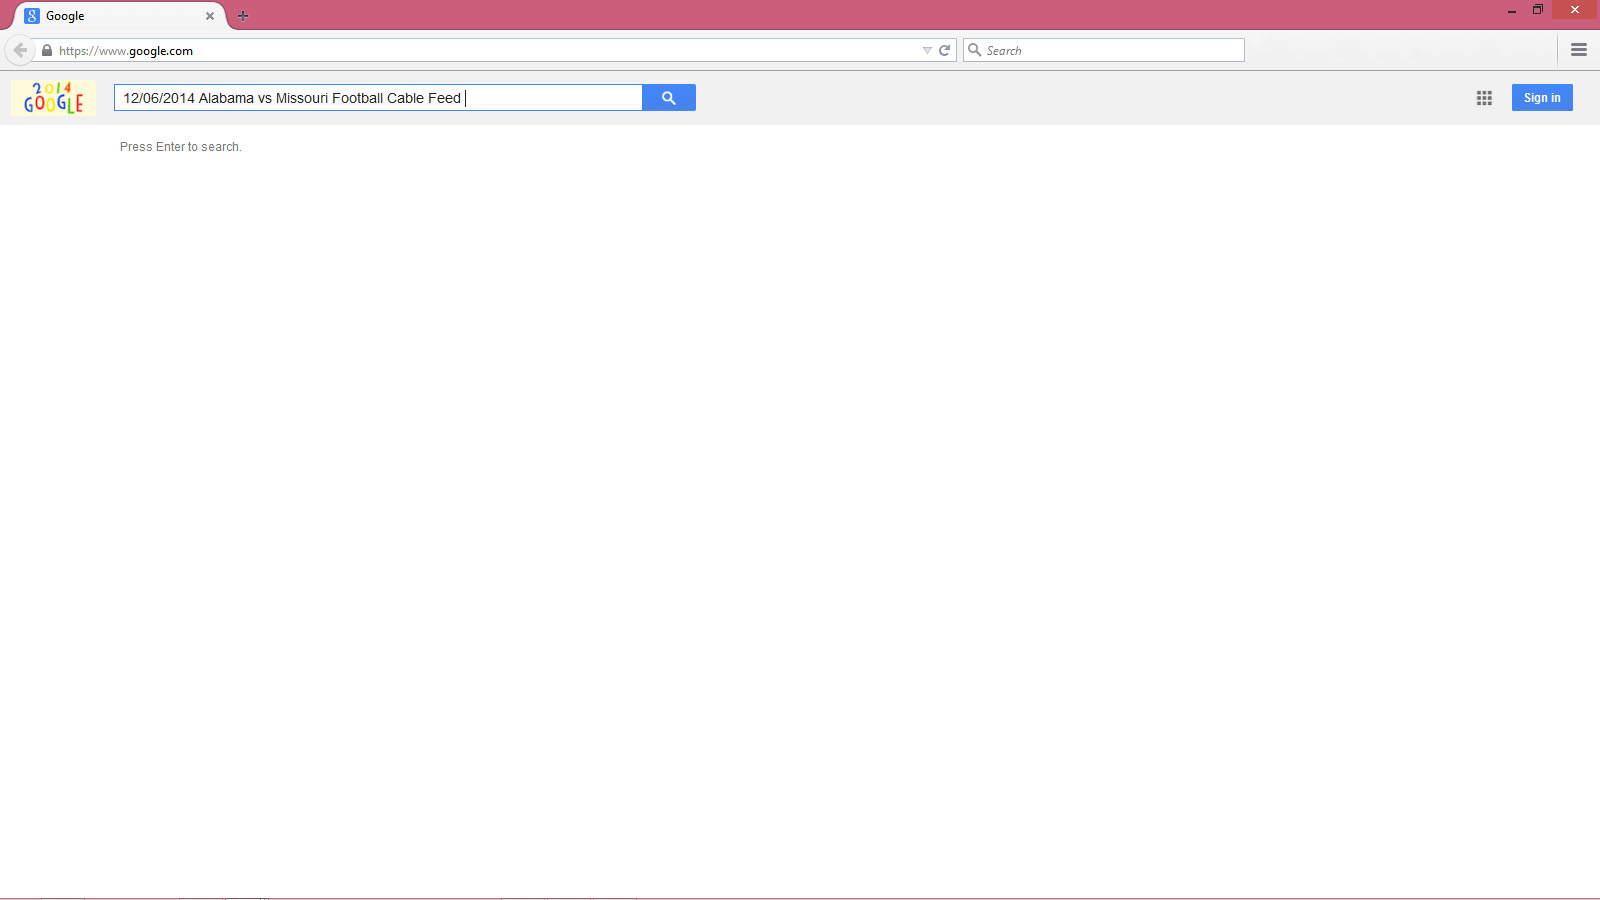 Google
https://www.google.com
Search
2014
GOOGLE
12/06/2014 Alabama vs Missouri Football Cable Feed
Sign in
Press Enter to search.